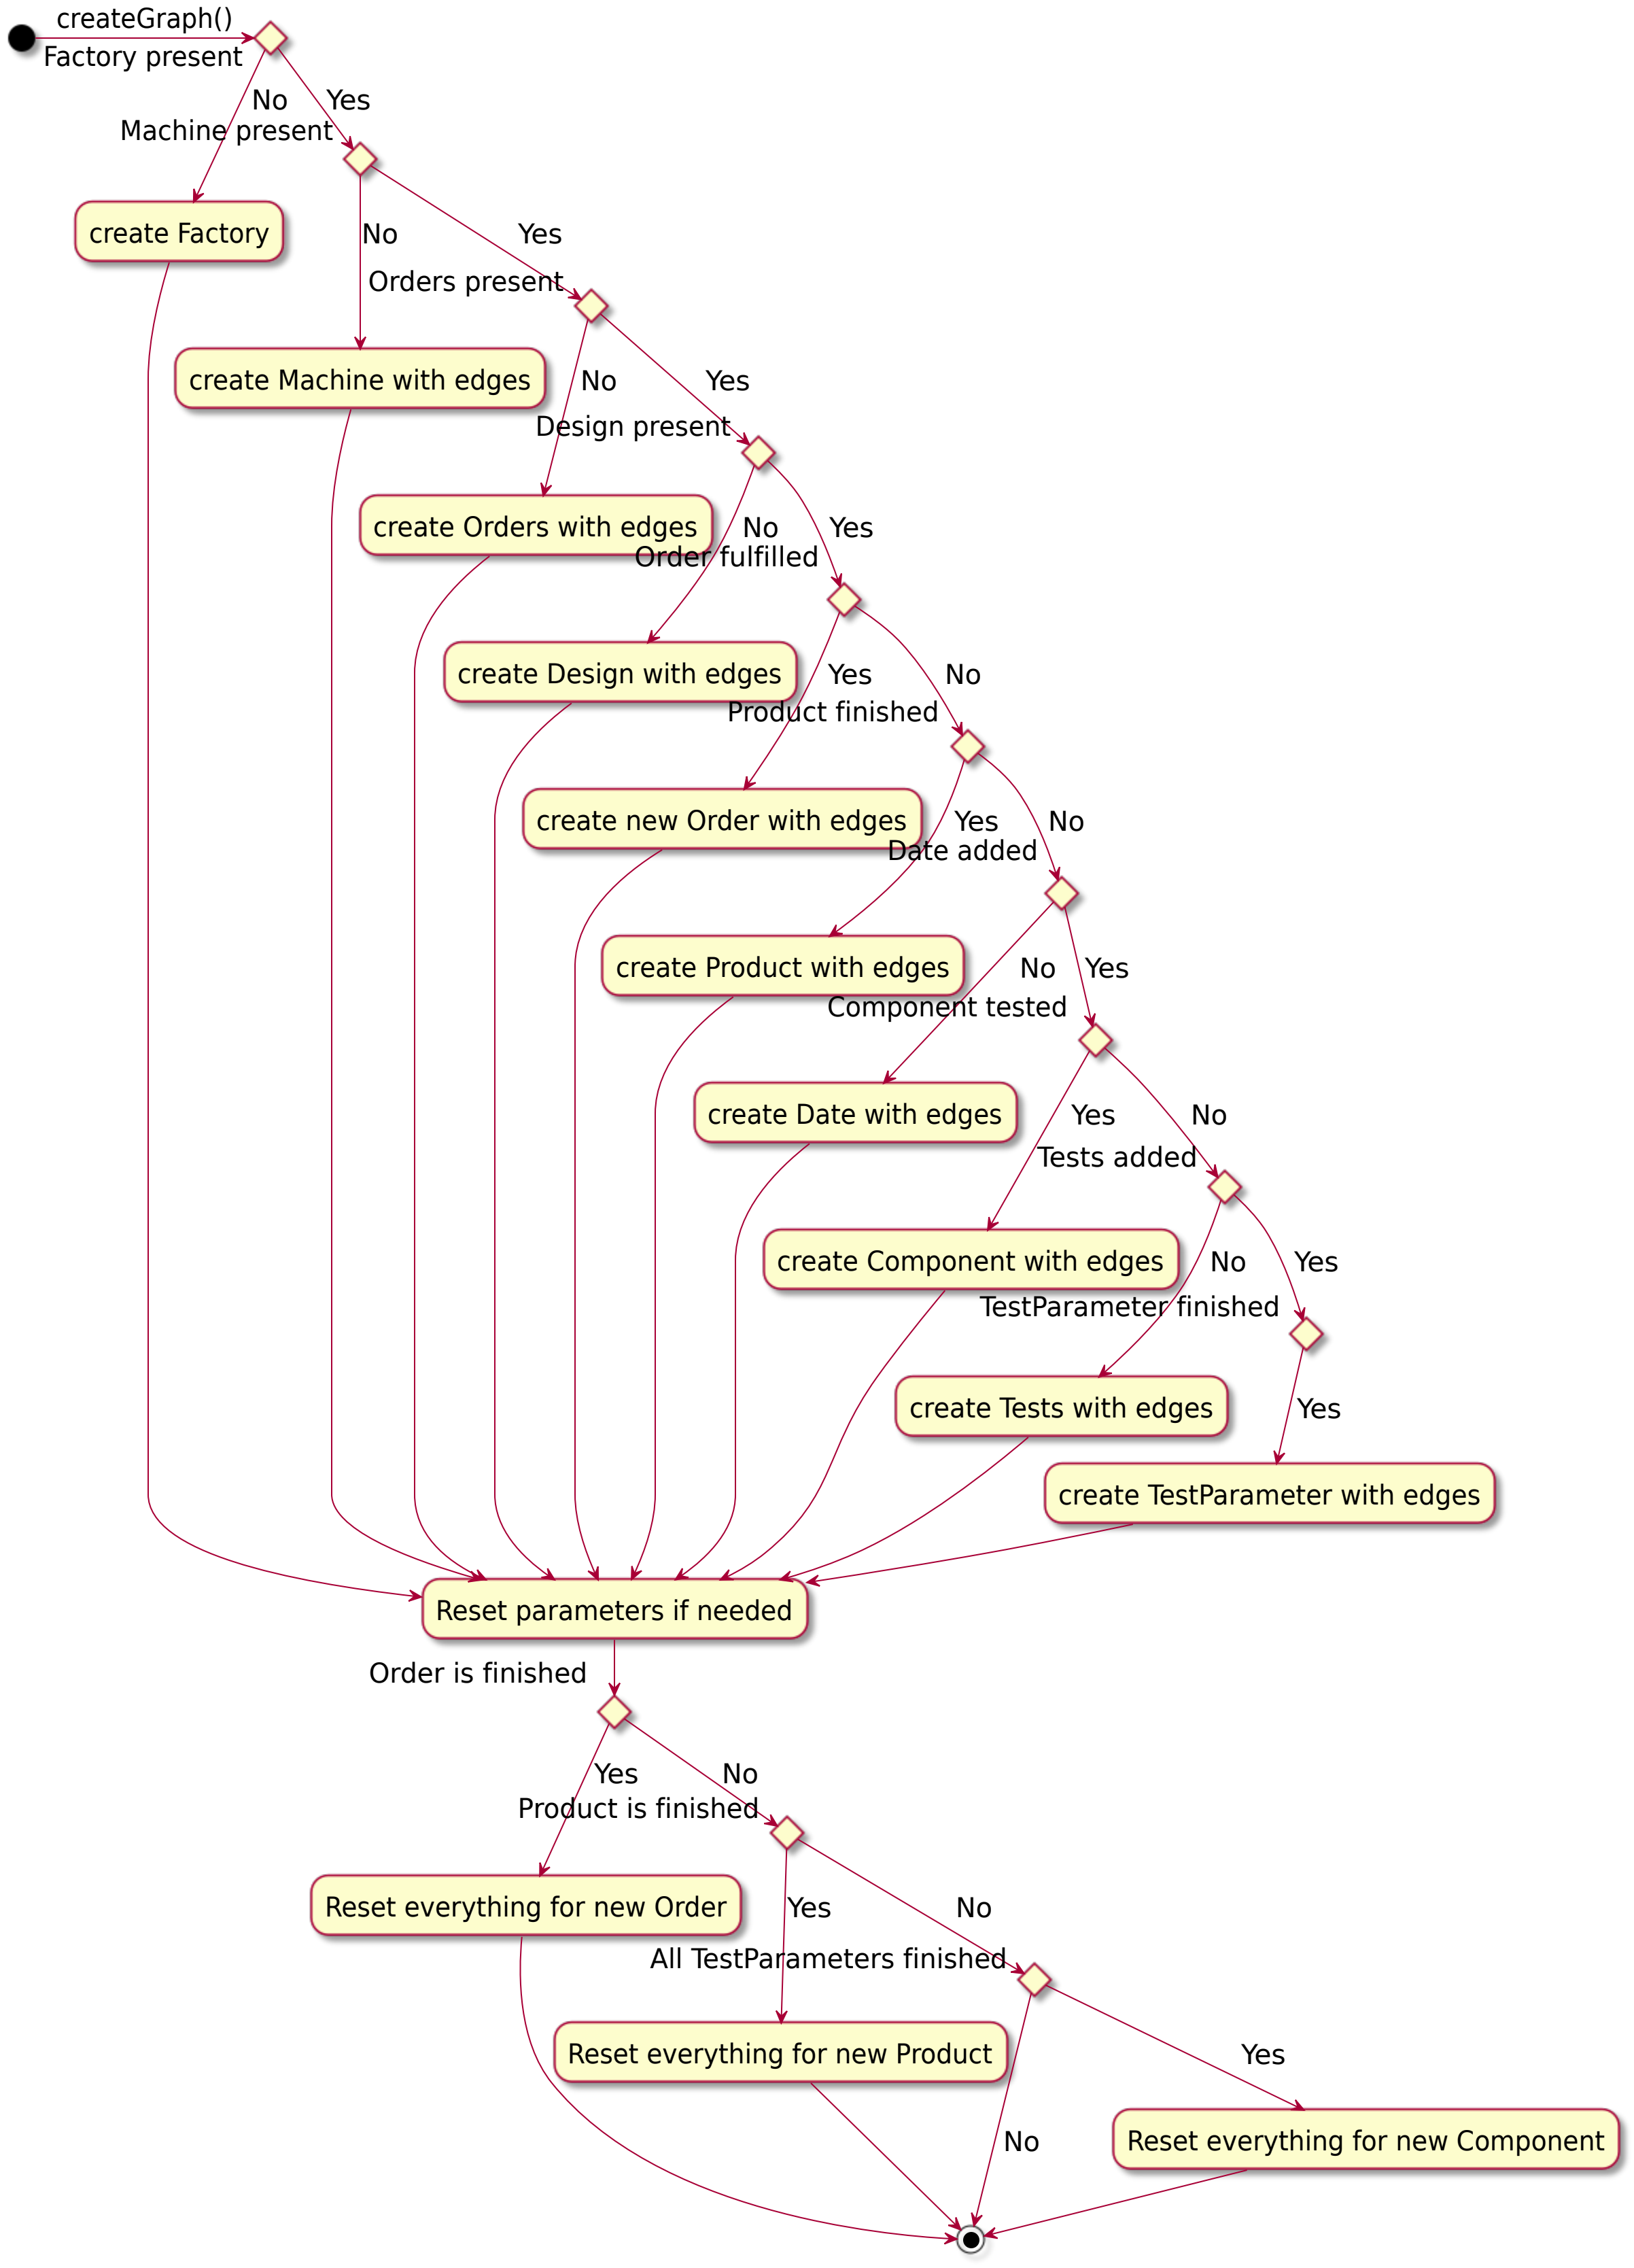 createGraph()
Factory present
No
Yes
Machine present
create Factory
No
Yes
Orders present
create Machine with edges
No
Yes
Design present
create Orders with edges
No
Yes
Order fulfilled
create Design with edges
Yes
No
Product finished
create new Order with edges
Yes
No
Date added
create Product with edges
No
Yes
Component tested
create Date with edges
Yes
No
Tests added
create Component with edges
No
Yes
TestParameter finished
create Tests with edges
Yes
create TestParameter with edges
Reset parameters if needed
Order is finished
Yes
No
Product is finished
Reset everything for new Order
Yes
No
All TestParameters finished
Reset everything for new Product
Yes
No
Reset everything for new Component